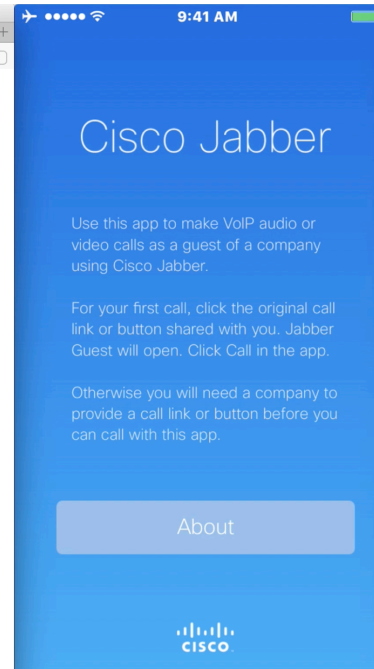 9:41 AM
Cisco Jabber
Use this app to make VoIP audio or
video calls as a guest of a company
using Cisco Jabber.
For your first call, click the original call
link or button shared with you. Jabber
Guest will open. Click Call in the app.
Otherwise you will need a company to
provide a call link or button before you
can call with this app.
About
CISCO